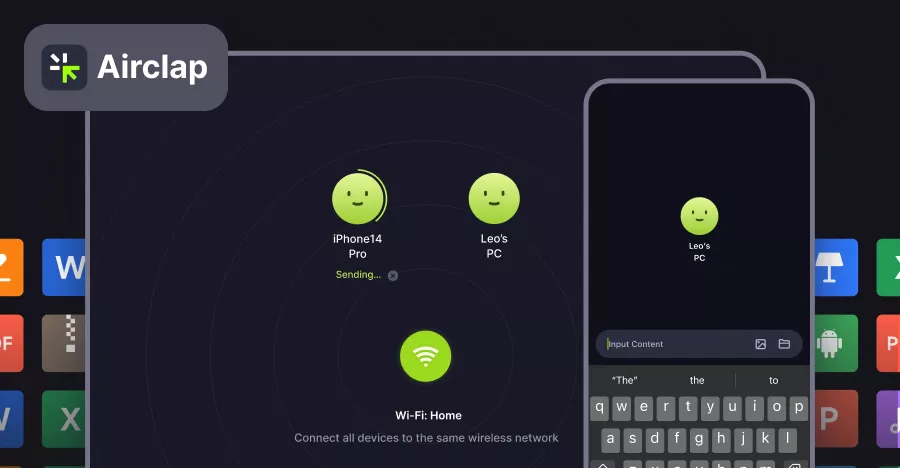 Airclap
iPhone14
Pro
Sending...
Leo's
PC
Wi-Fi: Home
Connect all devices to the same wireless network
Leo's
PC
Input Content
“The”
the
to
q w e r t y u i o p
a s d f g h j k l
W
DF
W
X
P